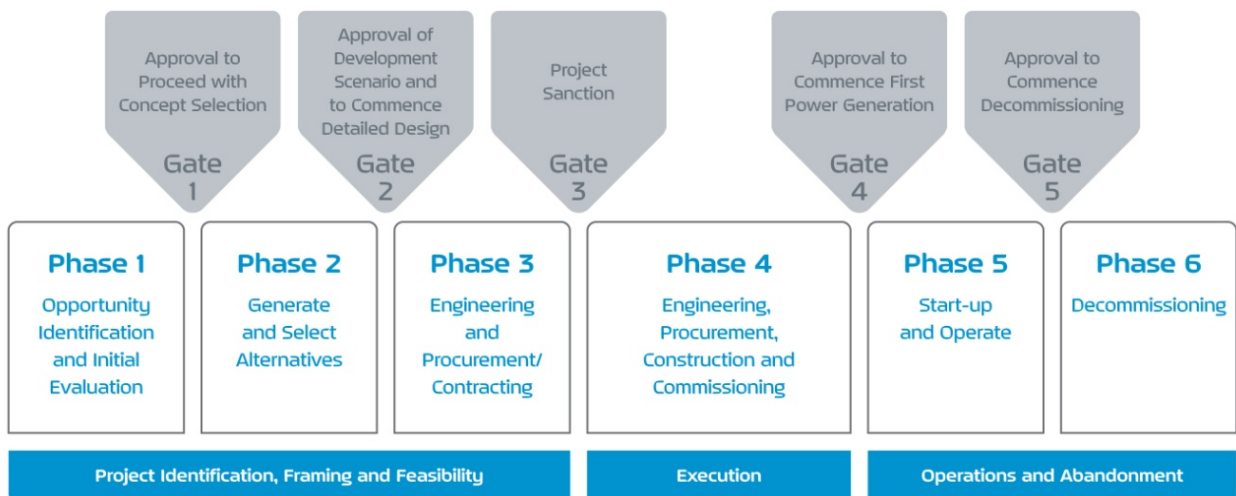 Approval to
Proceed with
Concept Selection
Gate
1
Approval of
Development
Scenario and
to Commence
Detailed Design
Gate
2
Project
Sanction
Gate
3
Approval to
Commence First
Power Generation
Gate
4
Approval to
Commence
Decommissioning
Gate
5
Phase 1
Opportunity
Identification
and Initial
Evaluation
Phase 2
Generate
and Select
Alternatives
Phase 3
Engineering
and
Procurement/
Contracting
Phase 4
Engineering,
Procurement,
Construction and
Commissioning
Phase 5
Start-up
and Operate
Phase 6
Decommissioning
Project Identification, Framing and Feasibility
Execution
Operations and Abandonment